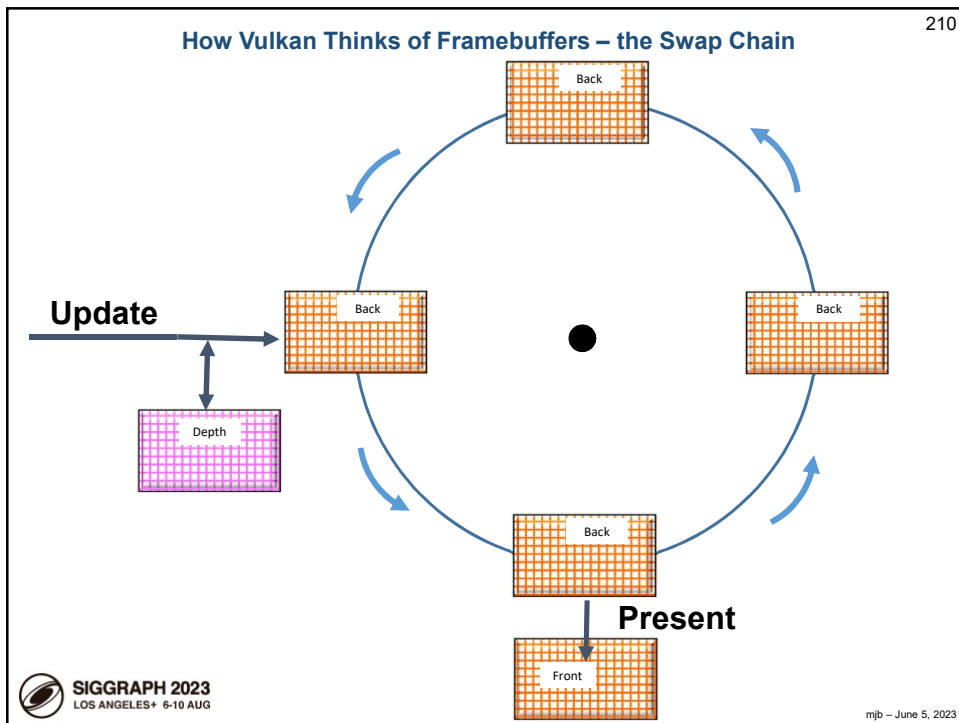 210
How Vulkan Thinks of Framebuffers – the Swap Chain
Back
Update
Back
Back
Depth
Back
Present
Front
SIGGRAPH 2023
LOS ANGELES+ 6-10 AUG
mjb – June 5, 2023